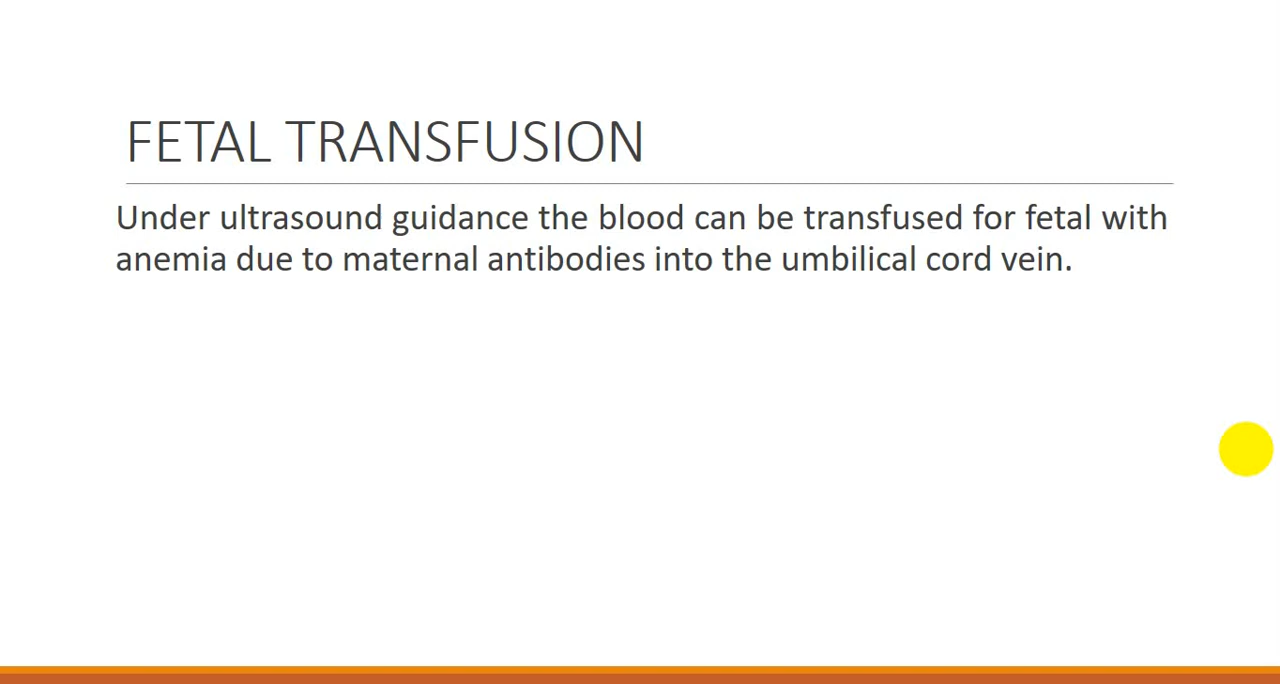 FETAL TRANSFUSION
Under ultrasound guidance the blood can be transfused for fetal with
anemia due to maternal antibodies into the umbilical cord vein.